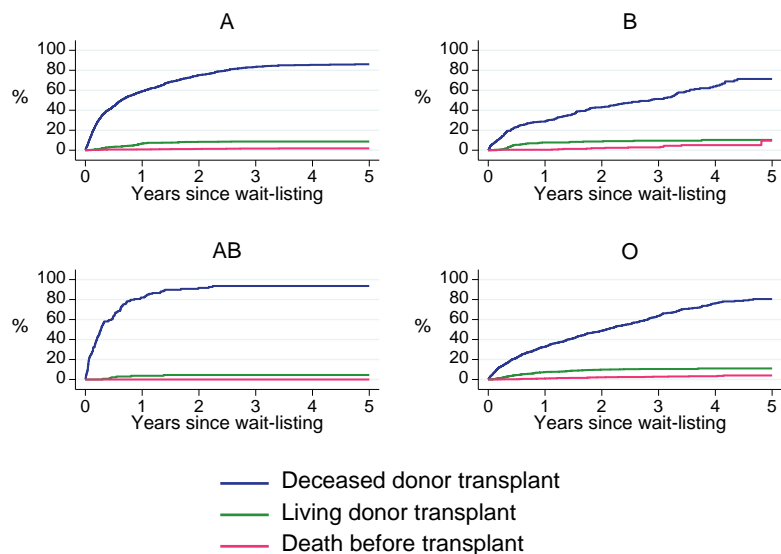 A
100
80
60
%
40
20
0
0 1 2 3 4 5
Years since wait-listing
B
100
80
60
%
40
20
0
0 1 2 3 4 5
Years since wait-listing
AB
100
80
60
%
40
20
0
0 1 2 3 4 5
Years since wait-listing
O
100
80
60
%
40
20
0
0 1 2 3 4 5
Years since wait-listing
Deceased donor transplant
Living donor transplant
Death before transplant